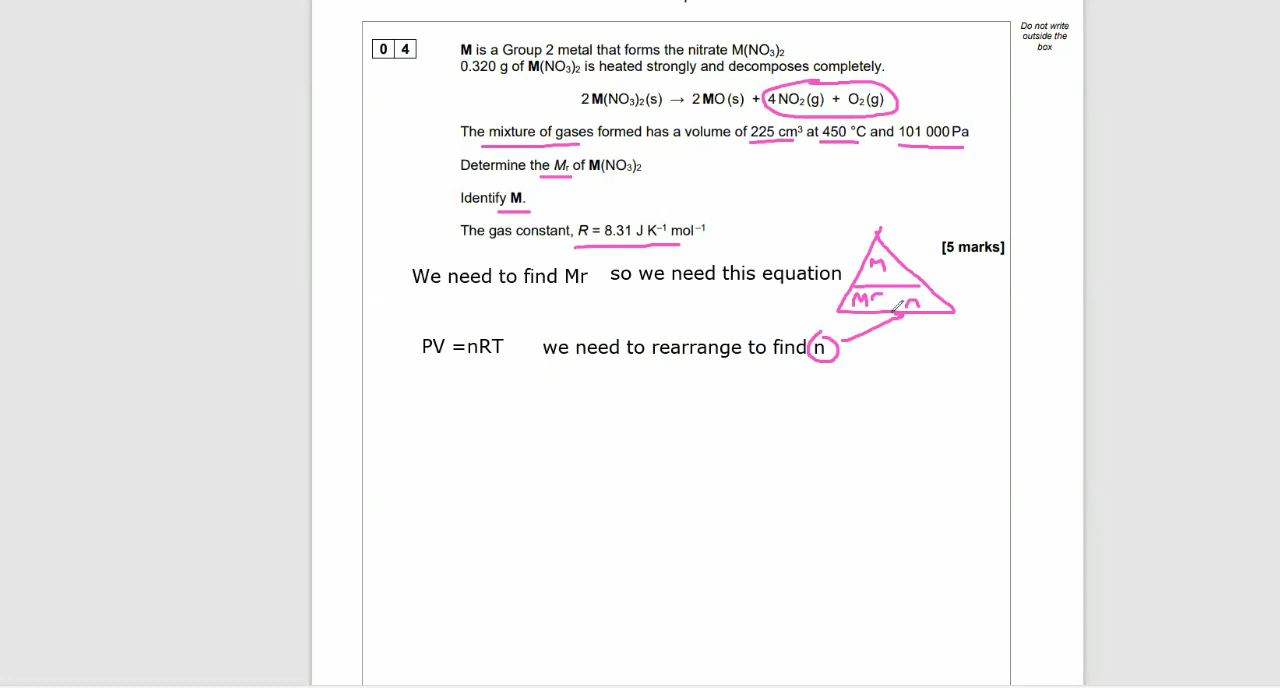 Do not write
outside the
box
0 4
M is a Group 2 metal that forms the nitrate M(NO₃)₂
0.320 g of M(NO₃)₂ is heated strongly and decomposes completely.
2 M(NO₃)₂(s) → 2 MO (s) + 4 NO₂ (g) + O₂ (g)
The mixture of gases formed has a volume of 225 cm³ at 450 °C and 101 000 Pa
Determine the Mᵣ of M(NO₃)₂
Identify M.
The gas constant, R = 8.31 J K⁻¹ mol⁻¹
[5 marks]
We need to find Mr so we need this equation
M
Mr n
PV =nRT we need to rearrange to find n